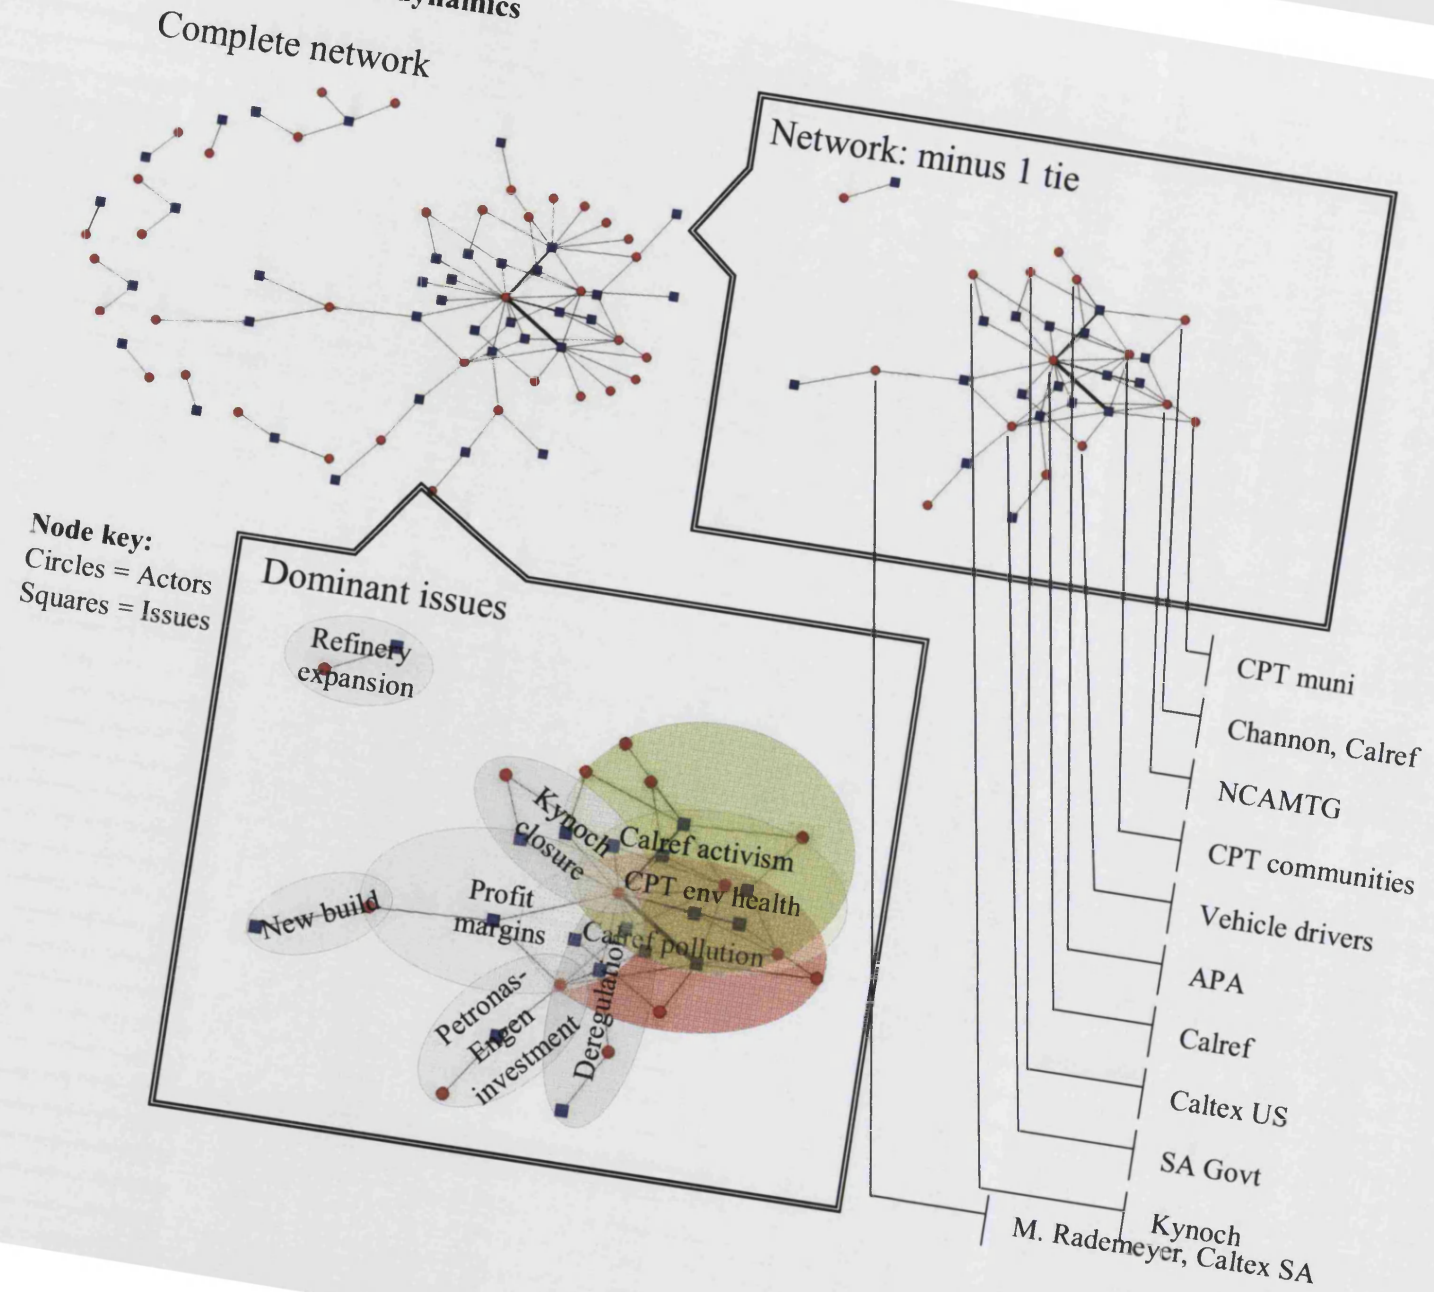 Complete network
Network: minus 1 tie
Node key:
Circles = Actors
Squares = Issues
Dominant issues
Refinery
expansion
Kynoch
closure
Calref activism
CPT env health
Calref pollution
Profit
margins
New build
Petronas-
Engen
investment
Deregulation
CPT muni
Channon, Calref
NCAMTG
CPT communities
Vehicle drivers
APA
Calref
Caltex US
SA Govt
Kynoch
M. Rademeyer, Caltex SA